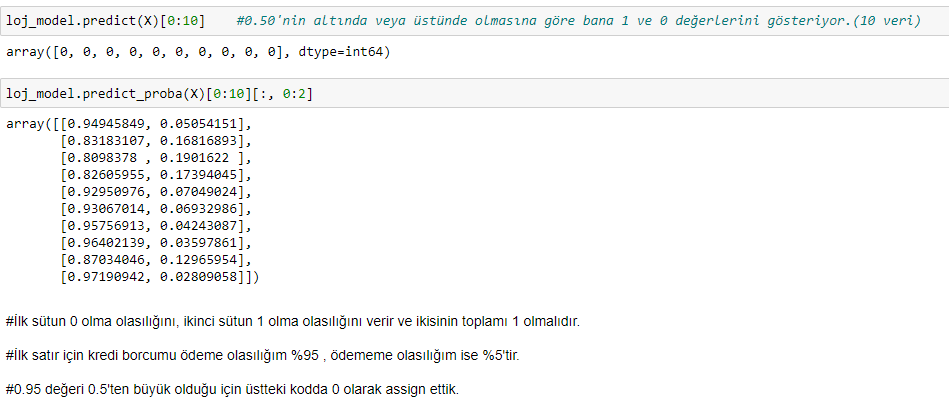 loj_model.predict(X)[0:10]    #0.50'nin altında veya üstünde olmasına göre bana 1 ve 0 değerlerini gösteriyor.(10 veri)
array([0, 0, 0, 0, 0, 0, 0, 0, 0, 0], dtype=int64)
loj_model.predict_proba(X)[0:10][:, 0:2]
array([[0.94945849, 0.05054151],
       [0.83183107, 0.16816893],
       [0.8098378 , 0.1901622 ],
       [0.82605955, 0.17394045],
       [0.92950976, 0.07049024],
       [0.93067014, 0.06932986],
       [0.95756913, 0.04243087],
       [0.96402139, 0.03597861],
       [0.87034046, 0.12965954],
       [0.97190942, 0.02809058]])
#İlk sütun 0 olma olasılığını, ikinci sütun 1 olma olasılığını verir ve ikisinin toplamı 1 olmalıdır.
#İlk satır için kredi borcumu ödeme olasılığım %95 , ödememe olasılığım ise %5'tir.
#0.95 değeri 0.5'ten büyük olduğu için üstteki kodda 0 olarak assign ettik.